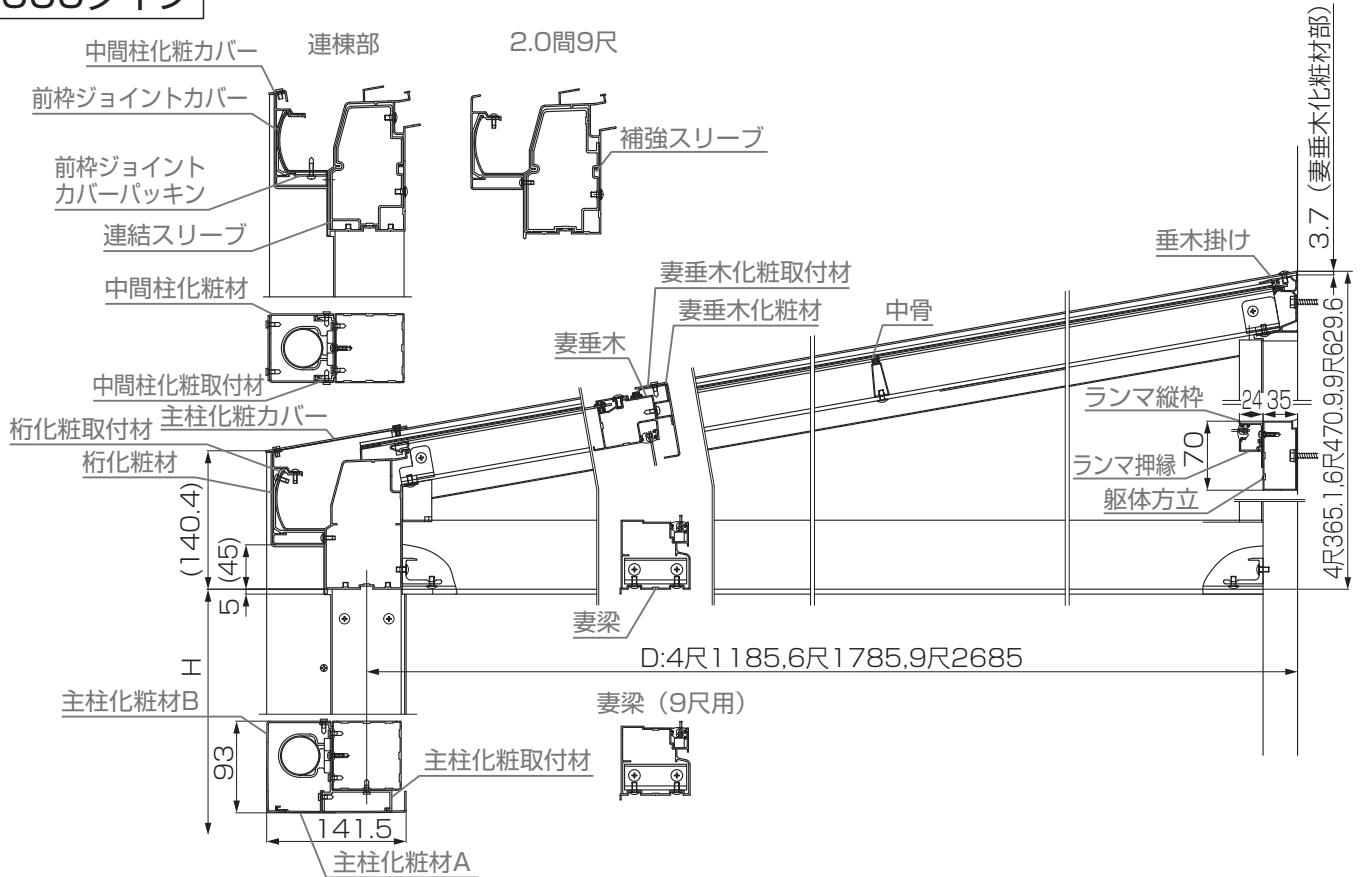 連棟部
2.0間9尺
中間柱化粧カバー
前枠ジョイントカバー
前枠ジョイント
カバーパッキン
連結スリーブ
補強スリーブ
中間柱化粧材
中間柱化粧取付材
主柱化粧カバー
桁化粧取付材
桁化粧材
妻垂木化粧取付材
妻垂木化粧材
妻垂木
中骨
垂木掛け
3.7(妻垂木化粧材部)
4尺365.1,6尺470.9,9尺629.6
ランマ縦枠
24
35
70
ランマ押縁
躯体方立
(140.4)
(45)
5
H
妻梁
D:4尺1185,6尺1785,9尺2685
妻梁(9尺用)
主柱化粧材B
93
主柱化粧取付材
141.5
主柱化粧材A